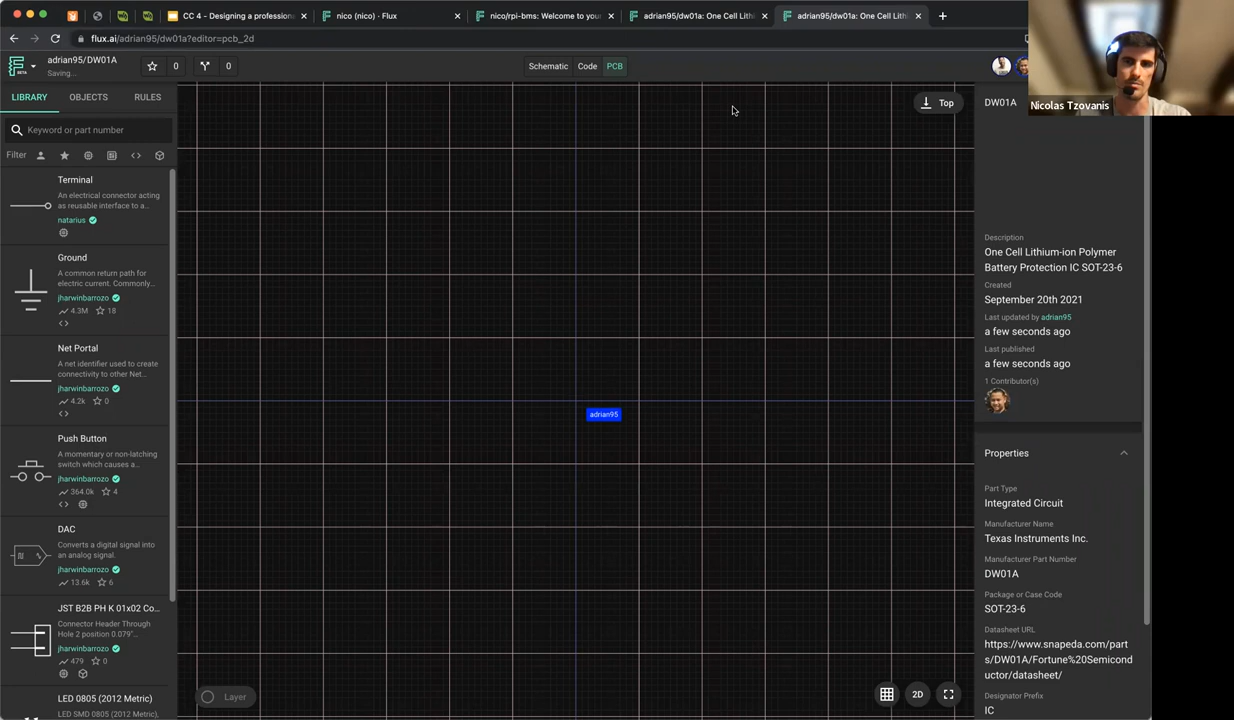 CC 4 - Designing a profession
nico (nico) · Flux
nico/rpi-bms: Welcome to your
adrian95/dw01a: One Cell Lith
adrian95/dw01a: One Cell Lith
flux.ai/adrian95/dw01a?editor=pcb_2d
adrian95/DW01A
Saving...
BETA
0
0
Schematic
Code
PCB
Nicolas Tzovanis
LIBRARY
OBJECTS
RULES
Keyword or part number
Filter
Terminal
An electrical connector acting
as reusable interface to a...
natarius
Ground
A common return path for
electric current. Commonly...
jharwinbarrozo
4.3M
18
Net Portal
A net identifier used to create
connectivity to other Net...
jharwinbarrozo
4.2k
0
Push Button
A momentary or non-latching
switch which causes a...
jharwinbarrozo
364.0k
4
DAC
Converts a digital signal into
an analog signal.
jharwinbarrozo
13.6k
6
JST B2B PH K 01x02 Co...
Connector Header Through
Hole 2 position 0.079"...
jharwinbarrozo
479
0
LED 0805 (2012 Metric)
LED SMD 0805 (2012 Metric),
Top
adrian95
Layer
2D
DW01A
Description
One Cell Lithium-ion Polymer
Battery Protection IC SOT-23-6
Created
September 20th 2021
Last updated by adrian95
a few seconds ago
Last published
a few seconds ago
1 Contributor(s)
Properties
Part Type
Integrated Circuit
Manufacturer Name
Texas Instruments Inc.
Manufacturer Part Number
DW01A
Package or Case Code
SOT-23-6
Datasheet URL
https://www.snapeda.com/part
s/DW01A/Fortune%20Semicond
uctor/datasheet/
Designator Prefix
IC